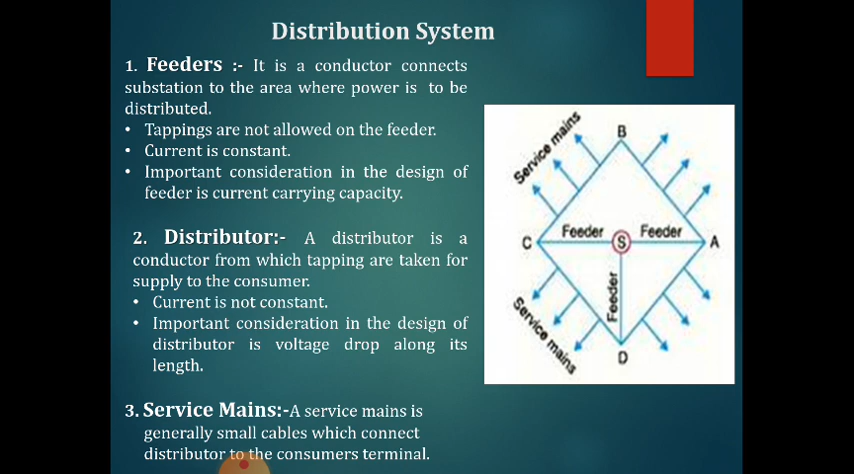 Distribution System
1. Feeders :- It is a conductor connects
substation to the area where power is to be
distributed.
• Tappings are not allowed on the feeder.
• Current is constant.
• Important consideration in the design of
feeder is current carrying capacity.
2. Distributor:- A distributor is a
conductor from which tapping are taken for
supply to the consumer.
• Current is not constant.
• Important consideration in the design of
distributor is voltage drop along its
length.
3. Service Mains:-A service mains is
generally small cables which connect
distributor to the consumers terminal.
Service mains
B
C
Feeder
S
Feeder
A
Feeder
Service mains
D